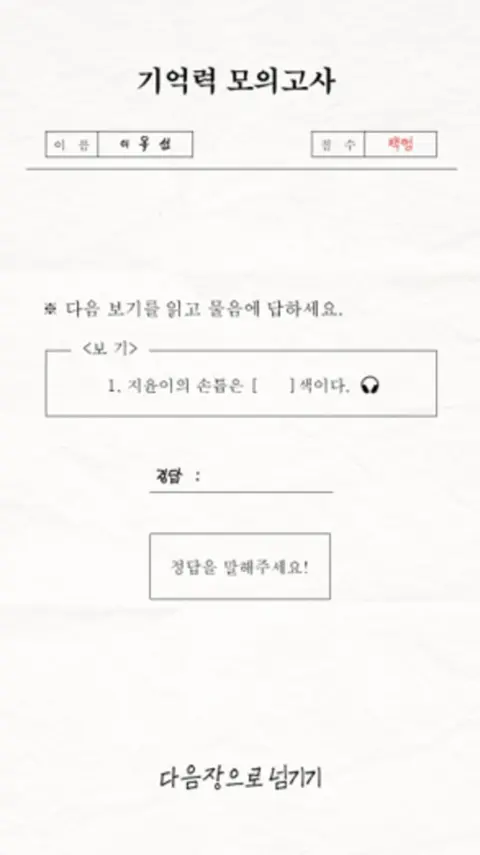 기억력 모의고사
이 름 이 옥 섭
점 수 백점
※ 다음 보기를 읽고 물음에 답하세요.
<보 기>
1. 지윤이의 손톱은 [ ]색이다.
정답 :
정답을 말해주세요!
다음장으로 넘기기